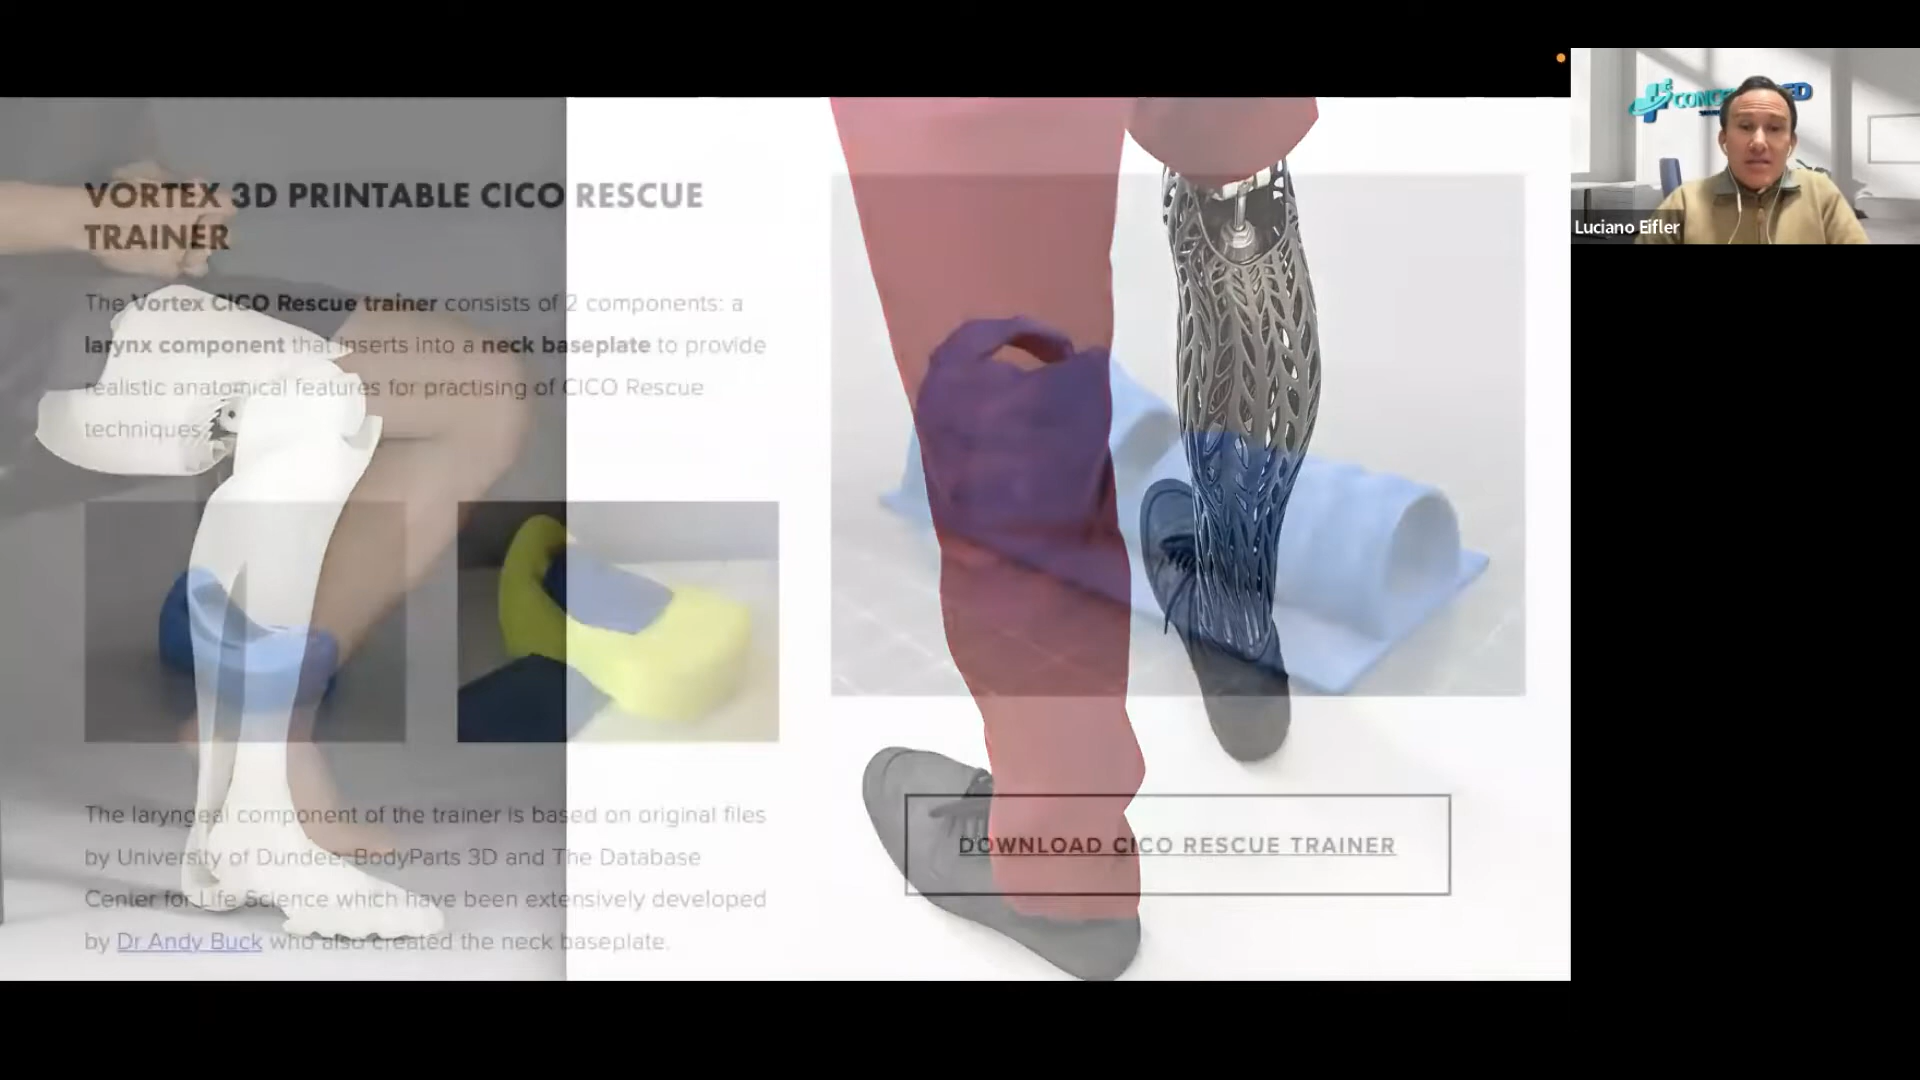 VORTEX 3D PRINTABLE CICO RESCUE
TRAINER
The Vortex CICO Rescue trainer consists of 2 components: a
larynx component that inserts into a neck baseplate to provide
realistic anatomical features for practising of CICO Rescue
techniques
The laryngeal component of the trainer is based on original files
by University of Dundee, BodyParts 3D and The Database
Center for Life Science which have been extensively developed
by Dr Andy Buck who also created the neck baseplate.
DOWNLOAD CICO RESCUE TRAINER
Luciano Eifler